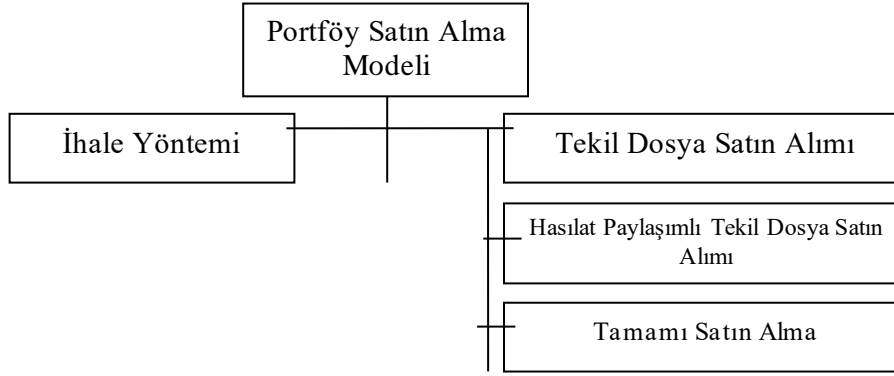 Portföy Satın Alma
Modeli
İhale Yöntemi
Tekil Dosya Satın Alımı
Hasılat Paylaşımlı Tekil Dosya Satın
Alımı
Tamamı Satın Alma